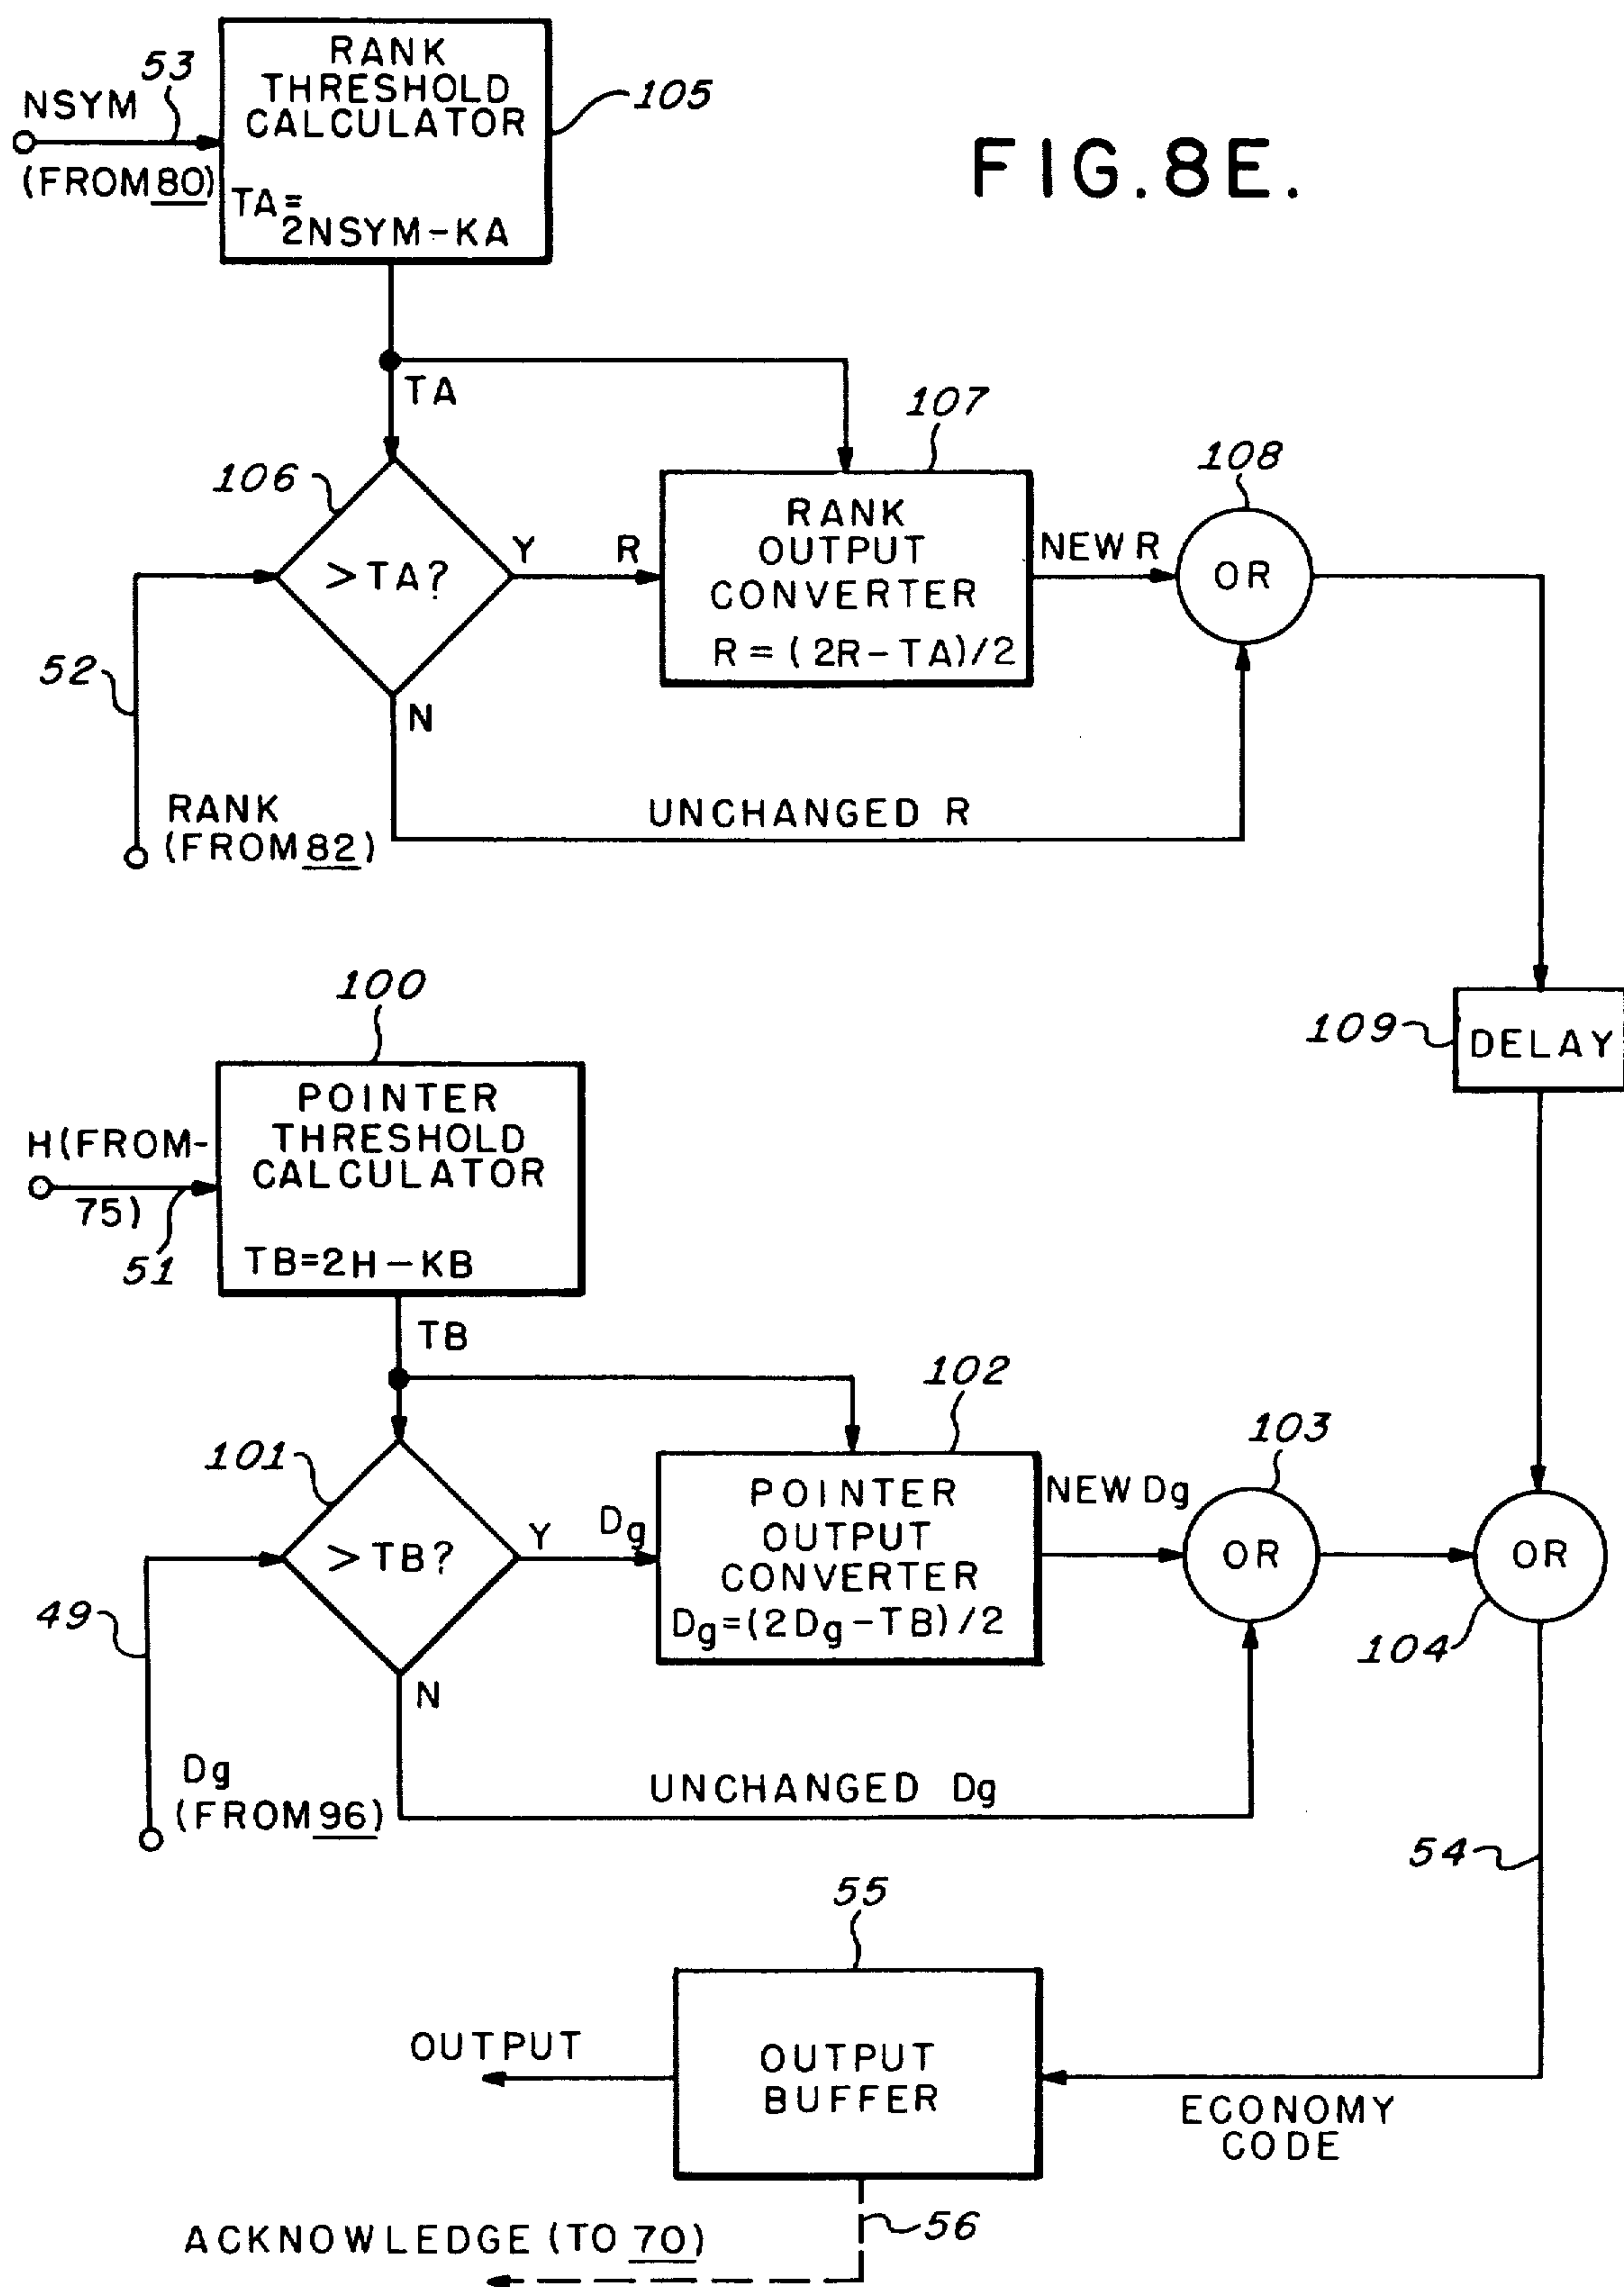 FIG. 8E.
53
NSYM
(FROM 80)
RANK
THRESHOLD
CALCULATOR
TA=
2NSYM-KA
105
TA
106
>TA?
Y
R
107
RANK
OUTPUT
CONVERTER
R=(2R-TA)/2
NEW R
108
OR
N
UNCHANGED R
52
RANK
(FROM 82)
109
DELAY
100
POINTER
THRESHOLD
CALCULATOR
TB=2H-KB
H(FROM-
75)
51
TB
101
>TB?
Y
Dg
102
POINTER
OUTPUT
CONVERTER
Dg=(2Dg-TB)/2
NEW Dg
103
OR
OR
104
N
UNCHANGED Dg
49
Dg
(FROM 96)
54
55
OUTPUT
BUFFER
OUTPUT
ECONOMY
CODE
56
ACKNOWLEDGE (TO 70)